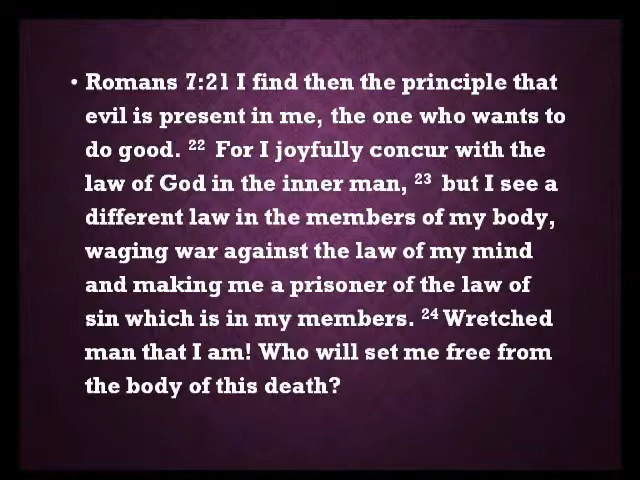 • Romans 7:21 I find then the principle that
evil is present in me, the one who wants to
do good. 22 For I joyfully concur with the
law of God in the inner man, 23 but I see a
different law in the members of my body,
waging war against the law of my mind
and making me a prisoner of the law of
sin which is in my members. 24 Wretched
man that I am! Who will set me free from
the body of this death?